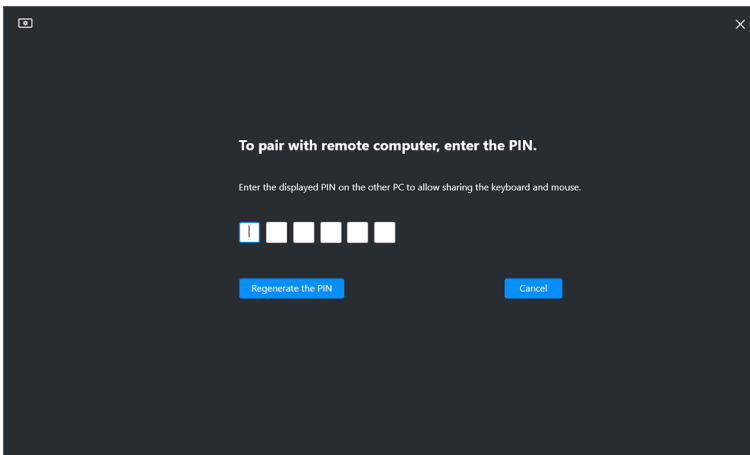 To pair with remote computer, enter the PIN.
Enter the displayed PIN on the other PC to allow sharing the keyboard and mouse.
Regenerate the PIN
Cancel